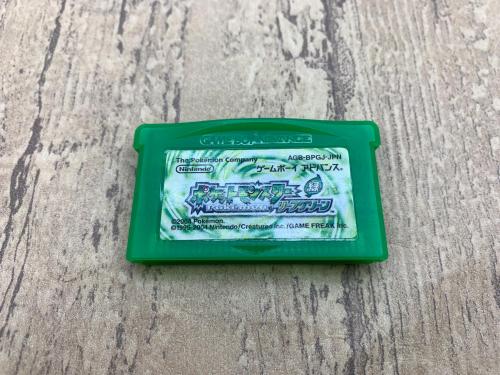 GAME BOY ADVANCE
The Pokémon Company AGB-BPGJ-JPN
Nintendo ゲームボーイ アドバンス®
ポケットモンスター
リーフグリーン
©2004 Pokémon.
©1995-2004 Nintendo/Creatures inc./GAME FREAK inc.